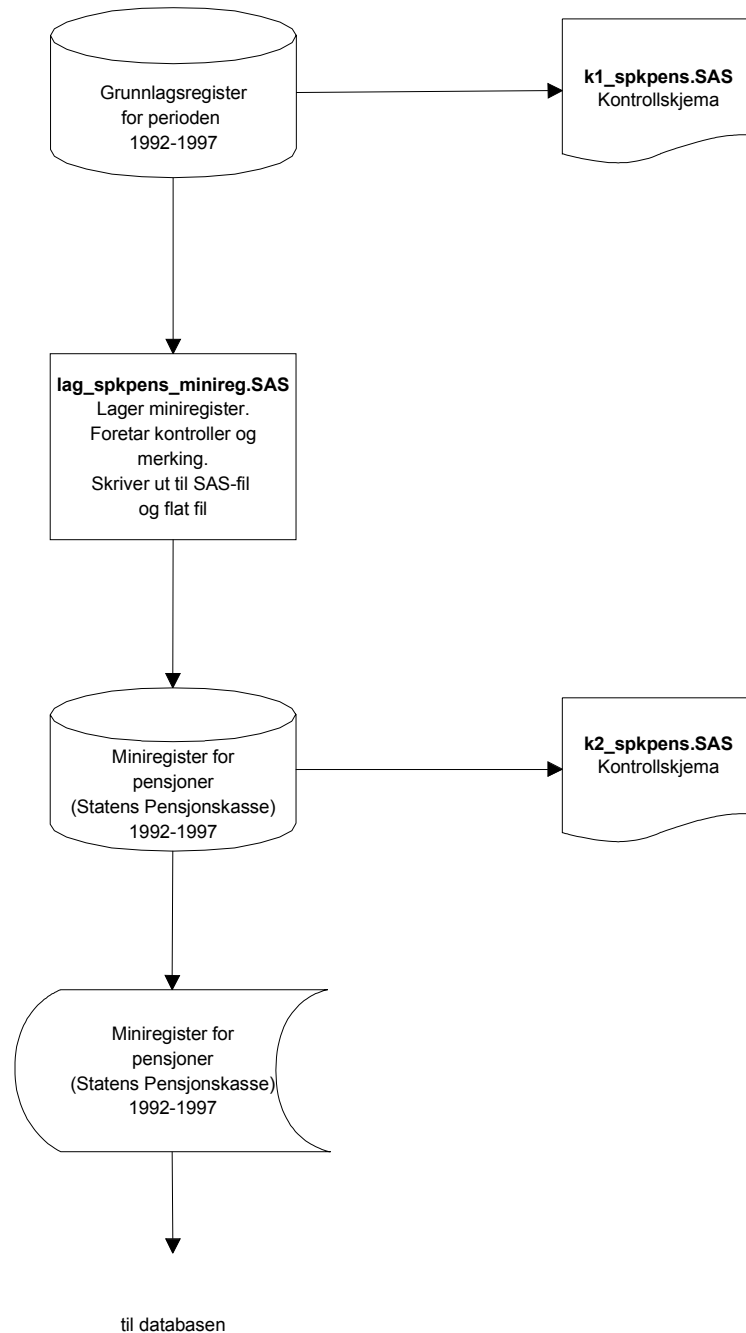 Grunnlagsregister
for perioden
1992-1997
k1_spkpens.SAS
Kontrollskjema
lag_spkpens_minireg.SAS
Lager miniregister.
Foretar kontroller og
merking.
Skriver ut til SAS-fil
og flat fil
Miniregister for
pensjoner
(Statens Pensjonskasse)
1992-1997
k2_spkpens.SAS
Kontrollskjema
Miniregister for
pensjoner
(Statens Pensjonskasse)
1992-1997
til databasen